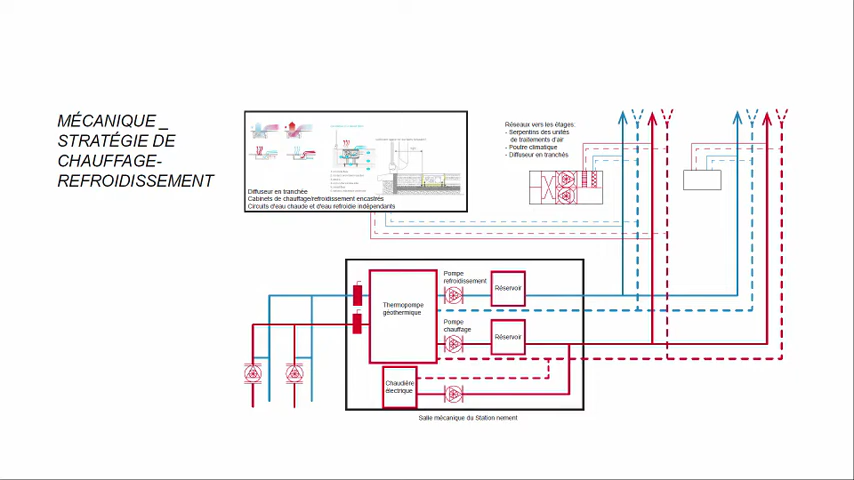 MÉCANIQUE _
STRATÉGIE DE
CHAUFFAGE-
REFROIDISSEMENT
Diffuseur en tranchée
Cabinets de chauffage/refroidissement encastrés
Circuits d'eau chaude et d'eau refroidie indépendants
Réseaux vers les étages:
- Serpentins des unités
de traitements d'air
- Poutre climatique
- Diffuseur en tranchés
Pompe
refroidissement
Réservoir
Thermopompe
géothermique
Pompe
chauffage
Réservoir
Chaudière
électrique
Salle mécanique du Station nement